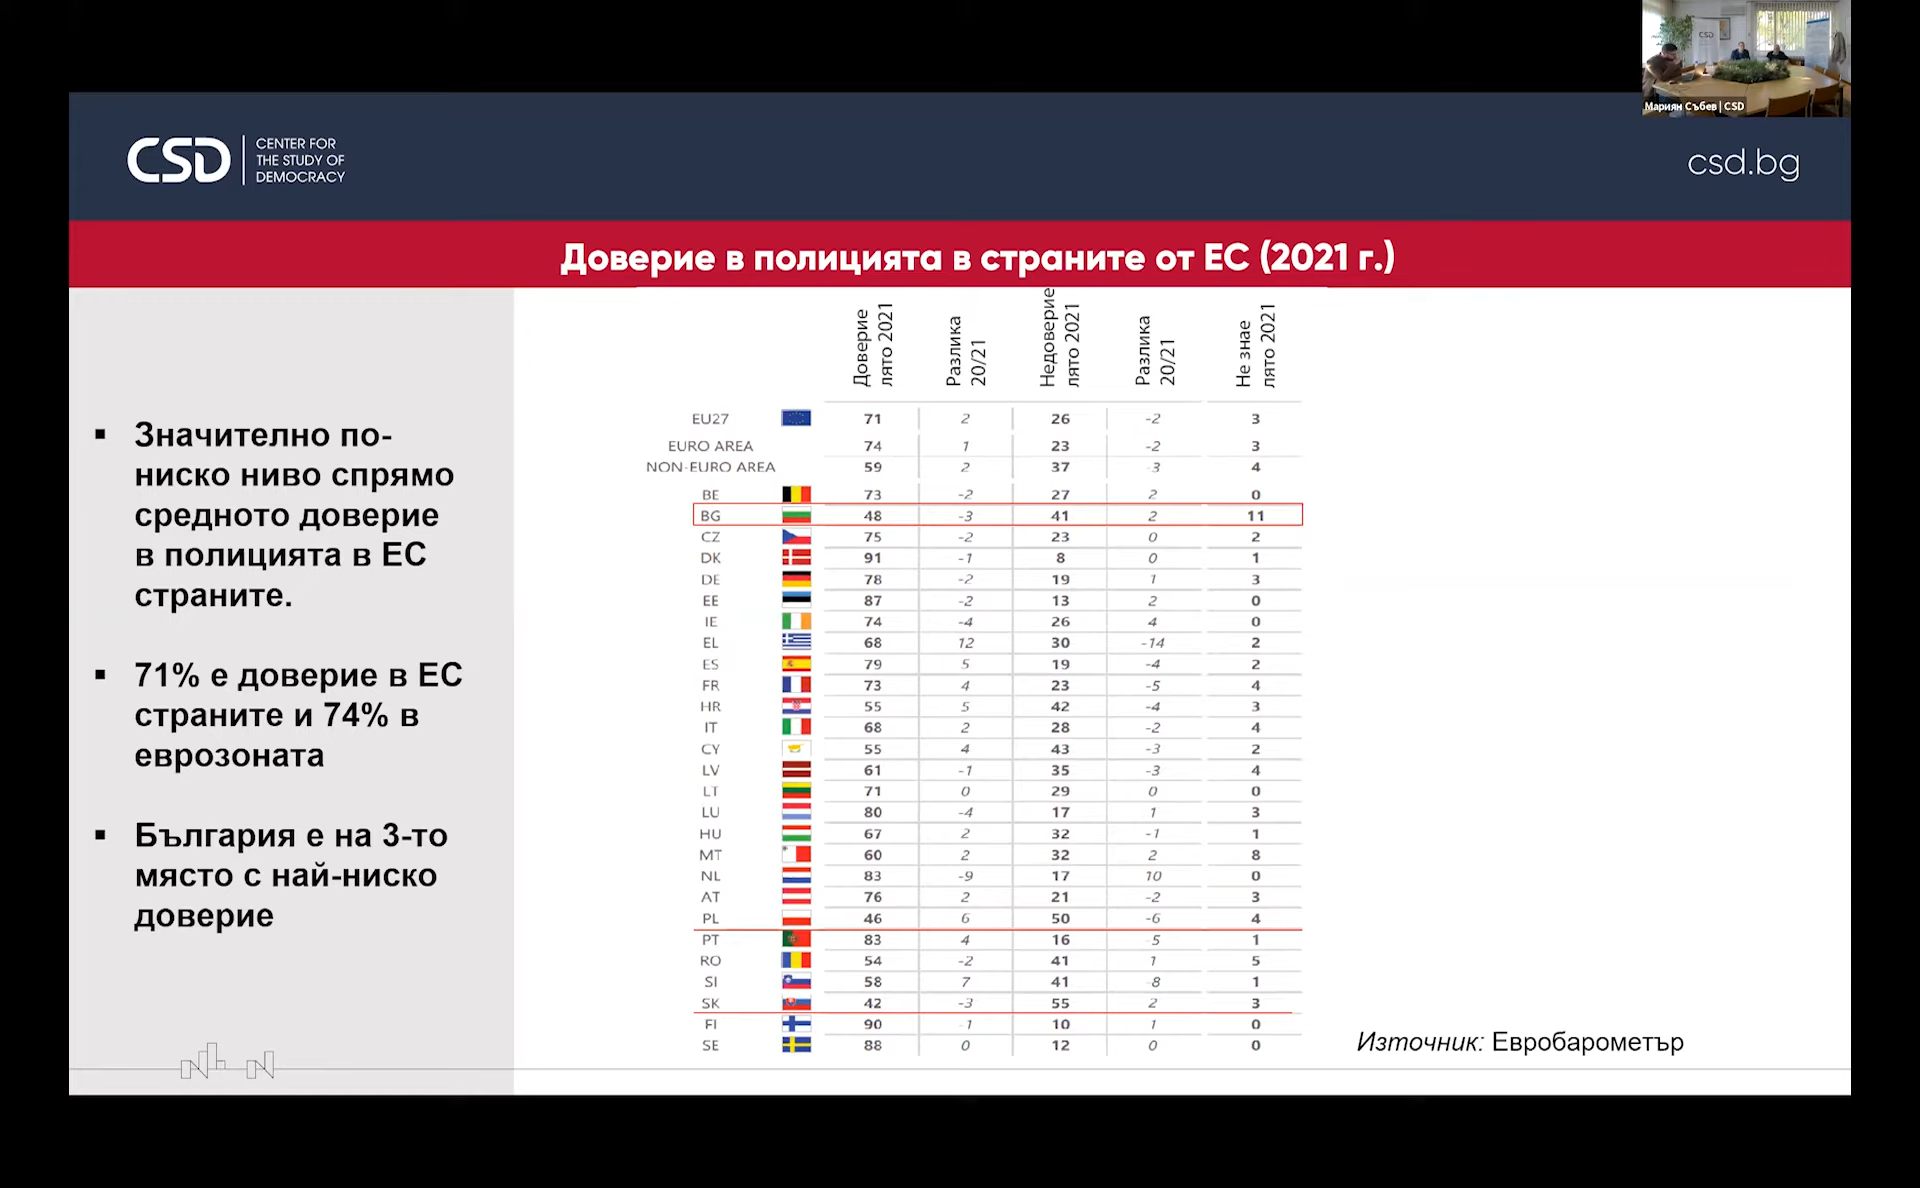 Мариян Събев | CSD
CSD
CENTER FOR
THE STUDY OF
DEMOCRACY
csd.bg
Доверие в полицията в страните от ЕС (2021 г.)
Значително по-
ниско ниво спрямо
средното доверие
в полицията в ЕС
страните.
71% е доверие в ЕС
страните и 74% в
еврозоната
България е на 3-то
място с най-ниско
доверие
Доверие лято 2021 Разлика 20/21 Недоверие лято 2021 Разлика 20/21 Не знае лято 2021
EU27 71 2 26 -2 3
EURO AREA 74 1 23 -2 3
NON-EURO AREA 59 2 37 -3 4
BE 73 -2 27 2 0
BG 48 -3 41 2 11
CZ 75 -2 23 0 2
DK 91 -1 8 0 1
DE 78 -2 19 1 3
EE 87 -2 13 2 0
IE 74 -4 26 4 0
EL 68 12 30 -14 2
ES 79 5 19 -4 2
FR 73 4 23 -5 4
HR 55 5 42 -4 3
IT 68 2 28 -2 4
CY 55 4 43 -3 2
LV 61 -1 35 -3 4
LT 71 0 29 0 0
LU 80 -4 17 1 3
HU 67 2 32 -1 1
MT 60 2 32 2 8
NL 83 -9 17 10 0
AT 76 2 21 -2 3
PL 46 6 50 -6 4
PT 83 4 16 -5 1
RO 54 -2 41 1 5
SI 58 7 41 -8 1
SK 42 -3 55 2 3
FI 90 -1 10 1 0
SE 88 0 12 0 0
Източник: Евробарометър